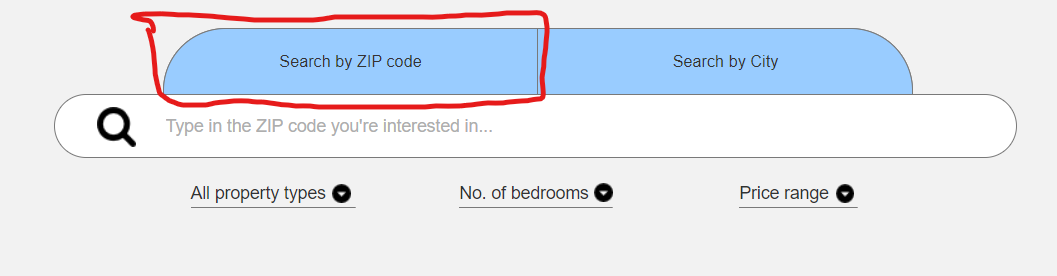 Search by ZIP code
Search by City
Type in the ZIP code you're interested in...
All property types
No. of bedrooms
Price range